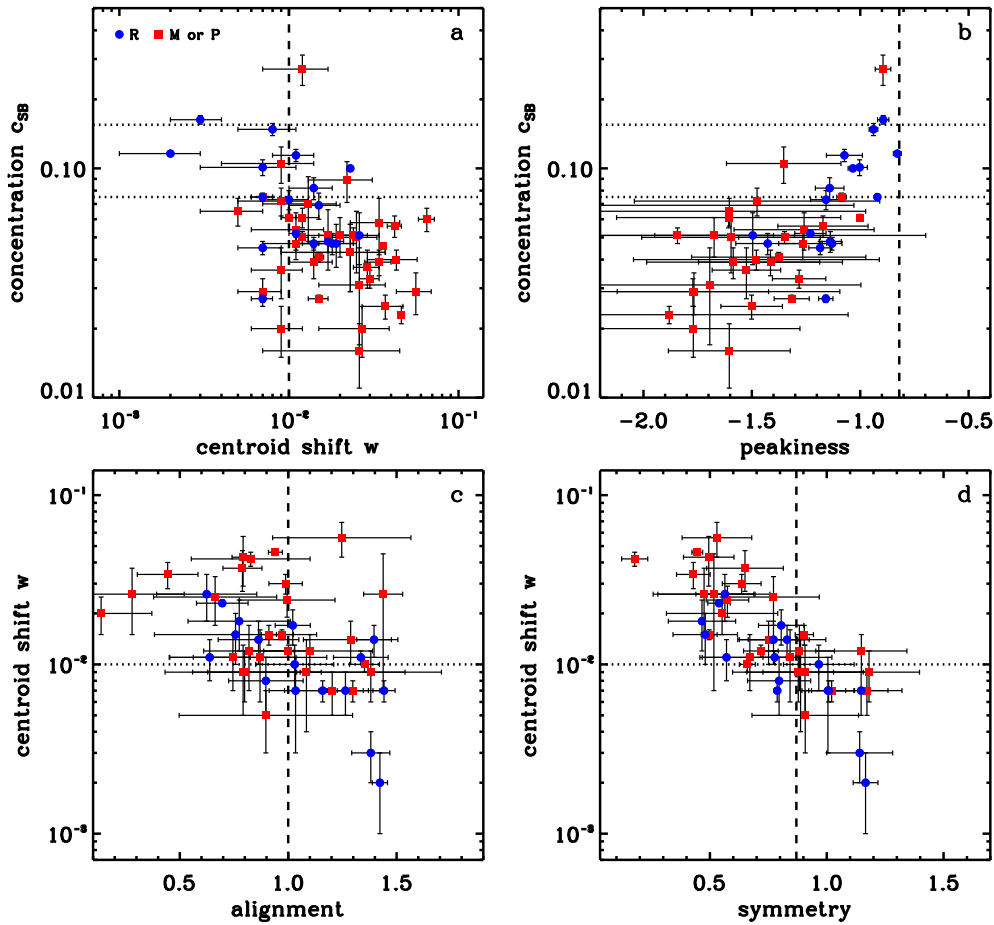 a
R M or P
concentration c_SB
0.10
0.01
10⁻³ 10⁻² 10⁻¹
centroid shift w
b
concentration c_SB
0.10
0.01
-2.0 -1.5 -1.0 -0.5
peakiness
c
centroid shift w
10⁻¹
10⁻²
10⁻³
0.5 1.0 1.5
alignment
d
centroid shift w
10⁻¹
10⁻²
10⁻³
0.5 1.0 1.5
symmetry